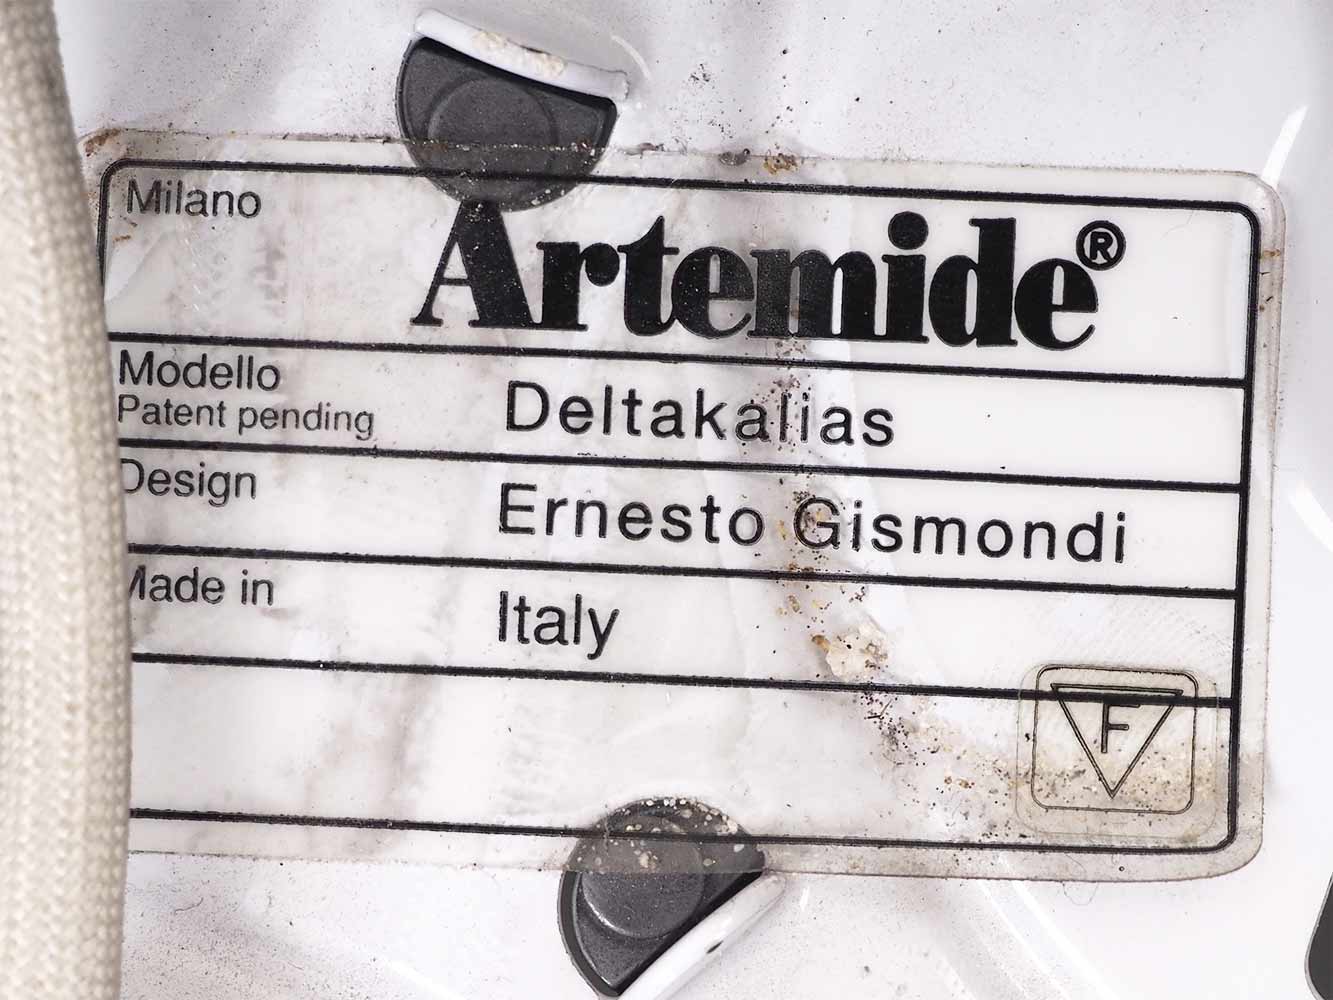 Milano
Artemide®
Modello
Patent pending
Deltakalias
Design
Ernesto Gismondi
Made in
Italy
F